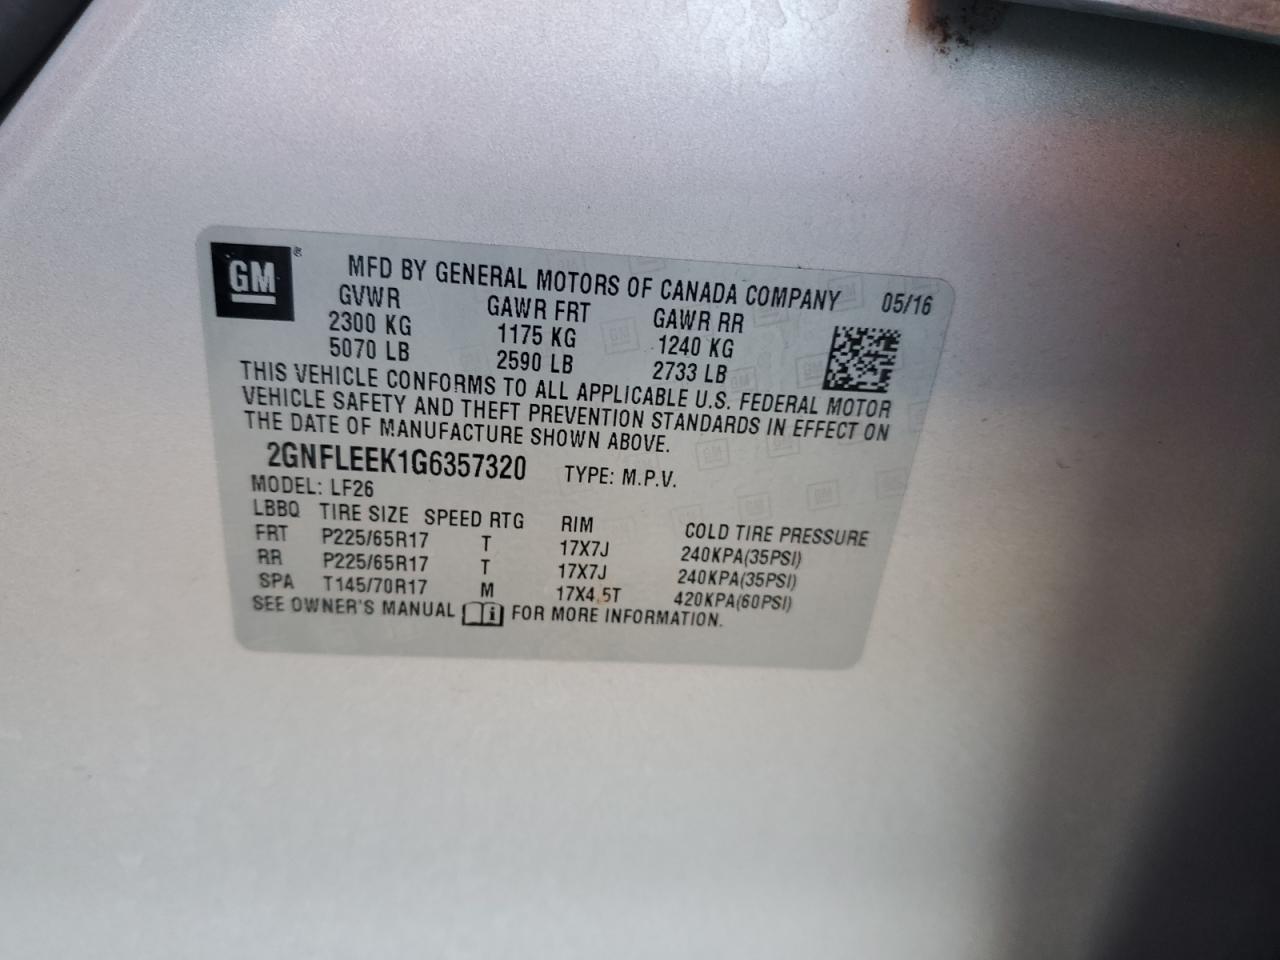 GM ®
MFD BY GENERAL MOTORS OF CANADA COMPANY 05/16
GVWR GAWR FRT GAWR RR
2300 KG 1175 KG 1240 KG
5070 LB 2590 LB 2733 LB
THIS VEHICLE CONFORMS TO ALL APPLICABLE U.S. FEDERAL MOTOR
VEHICLE SAFETY AND THEFT PREVENTION STANDARDS IN EFFECT ON
THE DATE OF MANUFACTURE SHOWN ABOVE.
2GNFLEEK1G6357320 TYPE: M.P.V.
MODEL: LF26
LBBQ TIRE SIZE SPEED RTG RIM COLD TIRE PRESSURE
FRT P225/65R17 T 17X7J 240KPA(35PSI)
RR P225/65R17 T 17X7J 240KPA(35PSI)
SPA T145/70R17 M 17X4.5T 420KPA(60PSI)
SEE OWNER'S MANUAL i FOR MORE INFORMATION.